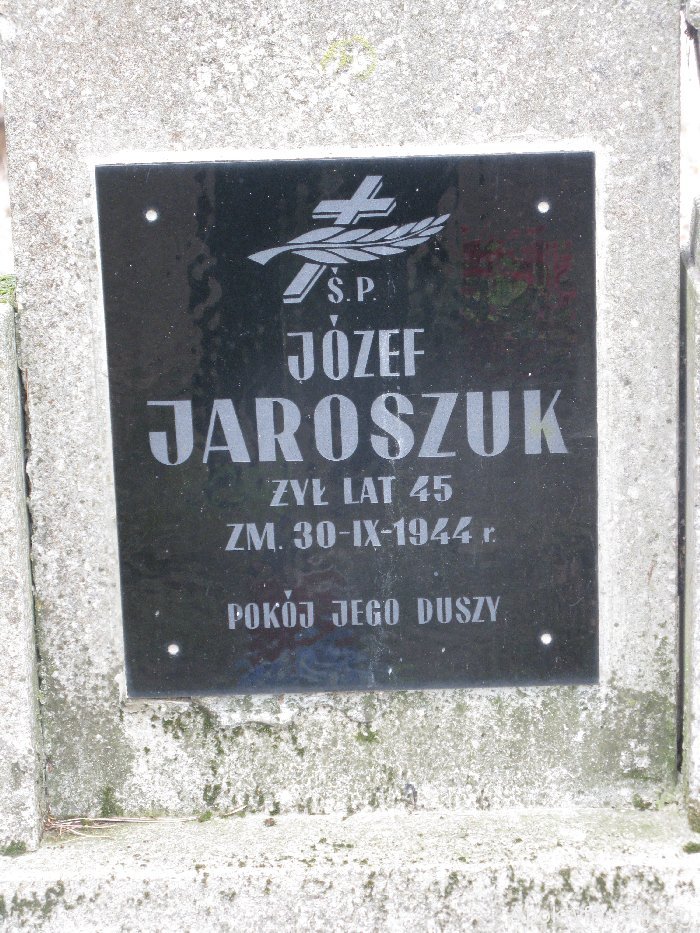 Ś.P.
JÓZEF
JAROSZUK
ŻYŁ LAT 45
ZM. 30-IX-1944 r.
POKÓJ JEGO DUSZY